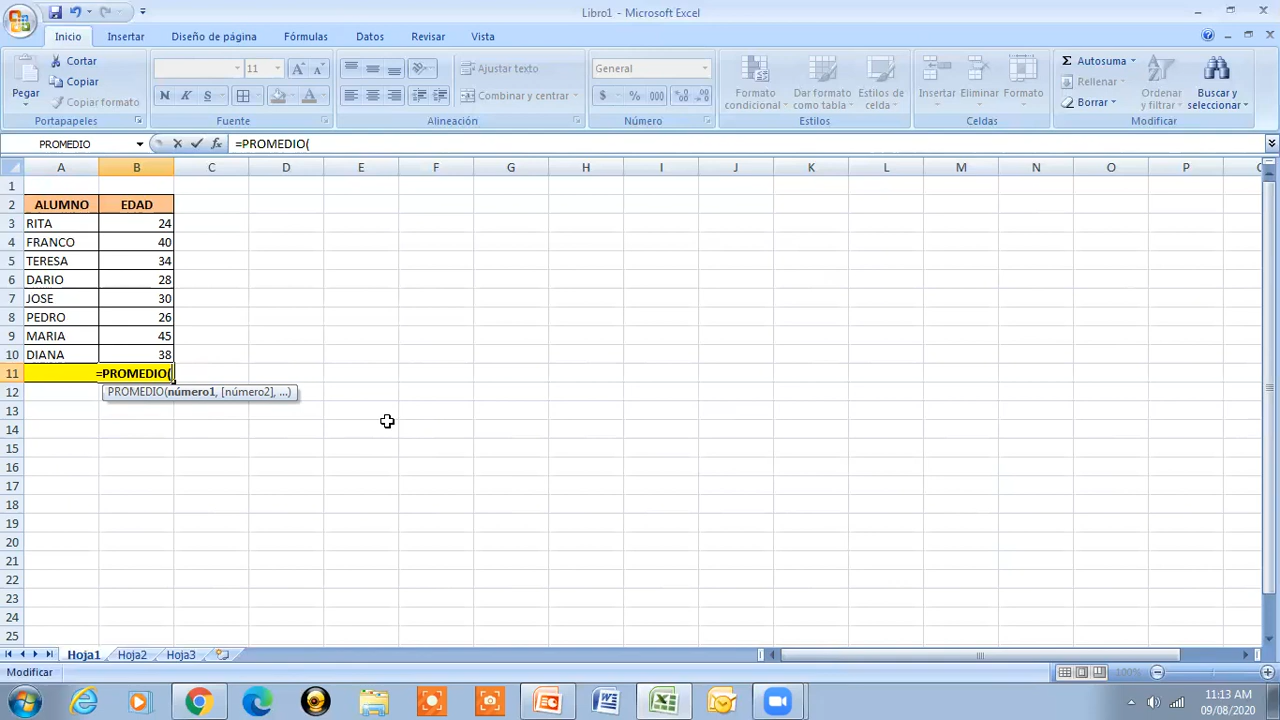 Libro1 - Microsoft Excel
Inicio Insertar Diseño de página Fórmulas Datos Revisar Vista
Pegar
Cortar
Copiar
Copiar formato
Portapapeles
11 A A
N K S A
Fuente
Ajustar texto
Combinar y centrar
Alineación
General
$ % 000
Número
Formato condicional
Dar formato como tabla
Estilos de celda
Estilos
Insertar Eliminar Formato
Celdas
Σ Autosuma
Rellenar
Borrar
Ordenar y filtrar
Buscar y seleccionar
Modificar
PROMEDIO fx =PROMEDIO(
A B C D E F G H I J K L M N O P
1
2 ALUMNO EDAD
3 RITA 24
4 FRANCO 40
5 TERESA 34
6 DARIO 28
7 JOSE 30
8 PEDRO 26
9 MARIA 45
10 DIANA 38
11 =PROMEDIO(
12 PROMEDIO(número1, [número2], ...)
13
14
15
16
17
18
19
20
21
22
23
24
25
Hoja1 Hoja2 Hoja3
Modificar 100%
11:13 AM
09/08/2020